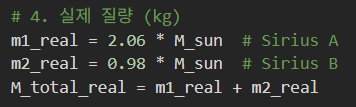 # 4. 실제 질량 (kg)
m1_real = 2.06 * M_sun  # Sirius A
m2_real = 0.98 * M_sun  # Sirius B
M_total_real = m1_real + m2_real